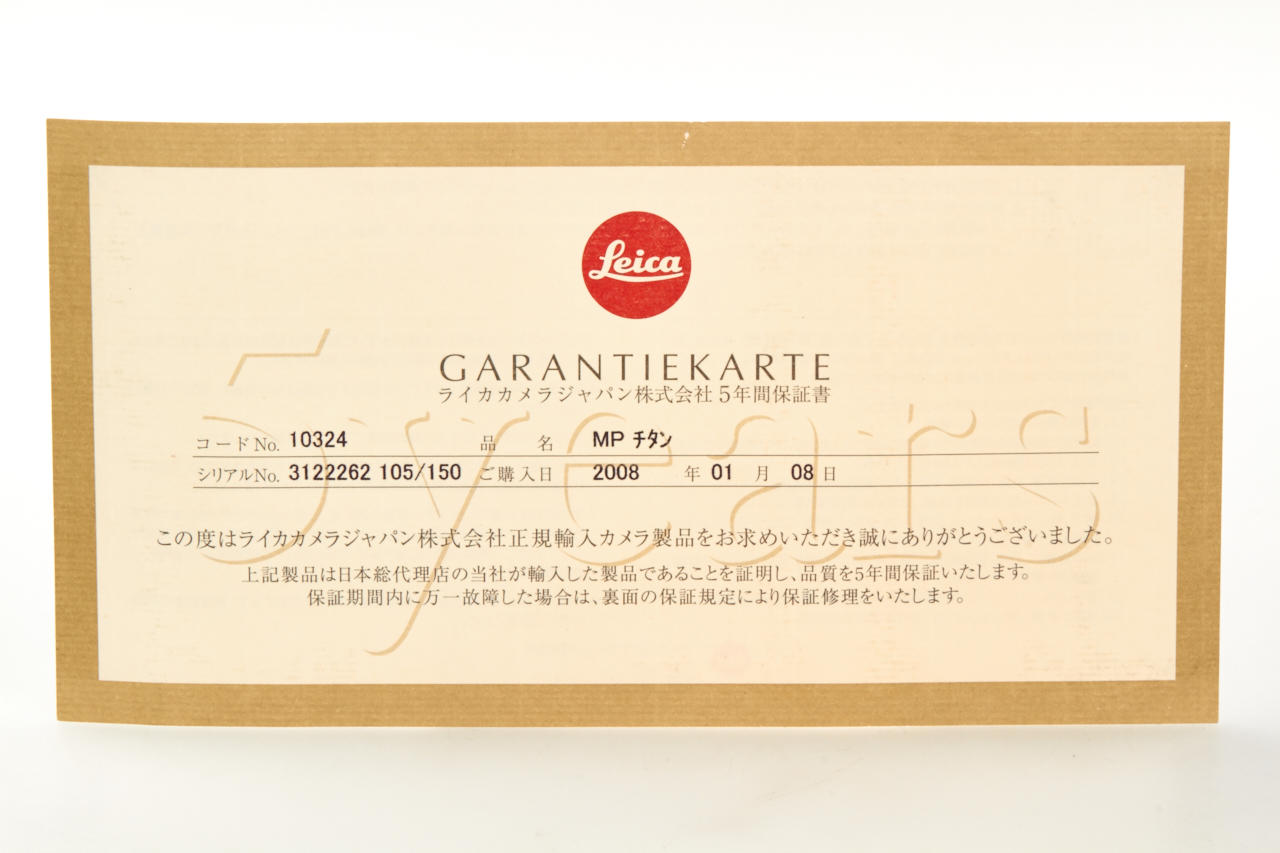 Leica
GARANTIEKARTE
ライカカメラジャパン株式会社 5年間保証書
5years
コードNo. 10324 品 名 MP チタン
シリアルNo. 3122262 105/150 ご購入日 2008 年 01 月 08 日
この度はライカカメラジャパン株式会社正規輸入カメラ製品をお求めいただき誠にありがとうございました。
上記製品は日本総代理店の当社が輸入した製品であることを証明し、品質を5年間保証いたします。
保証期間内に万一故障した場合は、裏面の保証規定により保証修理をいたします。